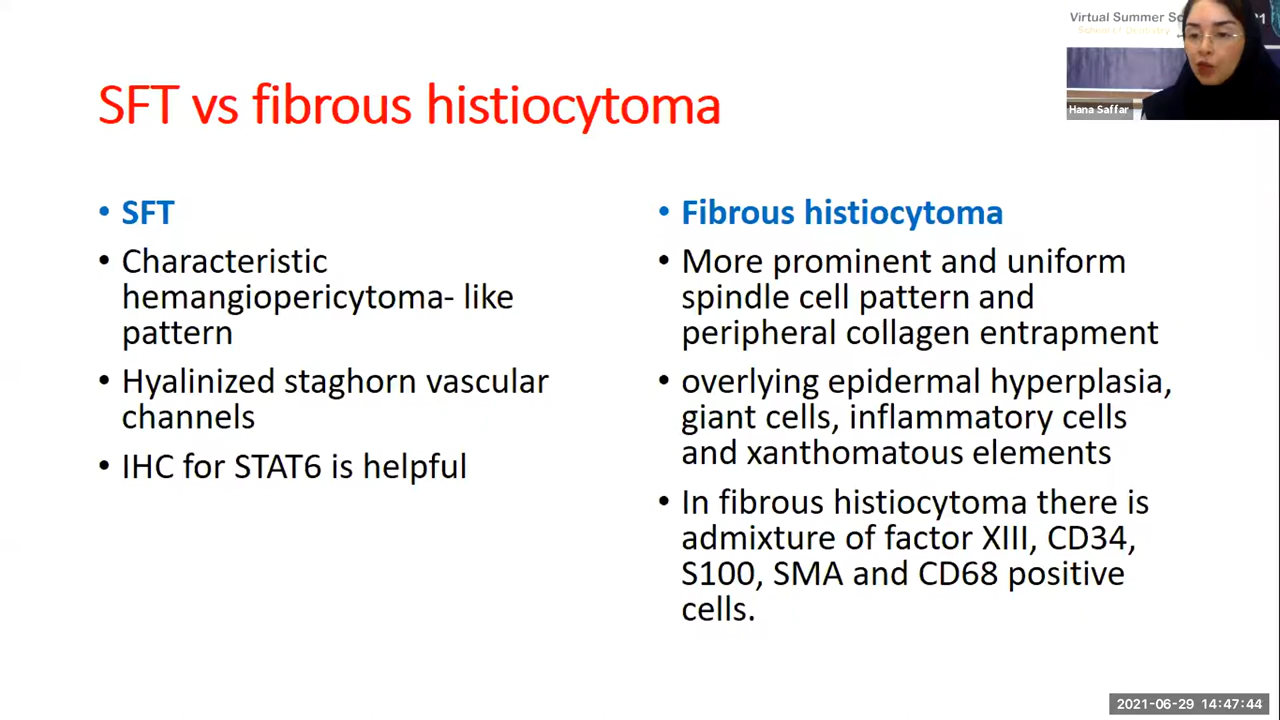 Virtual Summer
School of Dentistry
Hana Saffar
SFT vs fibrous histiocytoma
• SFT
• Characteristic
hemangiopericytoma- like
pattern
• Hyalinized staghorn vascular
channels
• IHC for STAT6 is helpful
• Fibrous histiocytoma
• More prominent and uniform
spindle cell pattern and
peripheral collagen entrapment
• overlying epidermal hyperplasia,
giant cells, inflammatory cells
and xanthomatous elements
• In fibrous histiocytoma there is
admixture of factor XIII, CD34,
S100, SMA and CD68 positive
cells.
2021-06-29 14:47:44